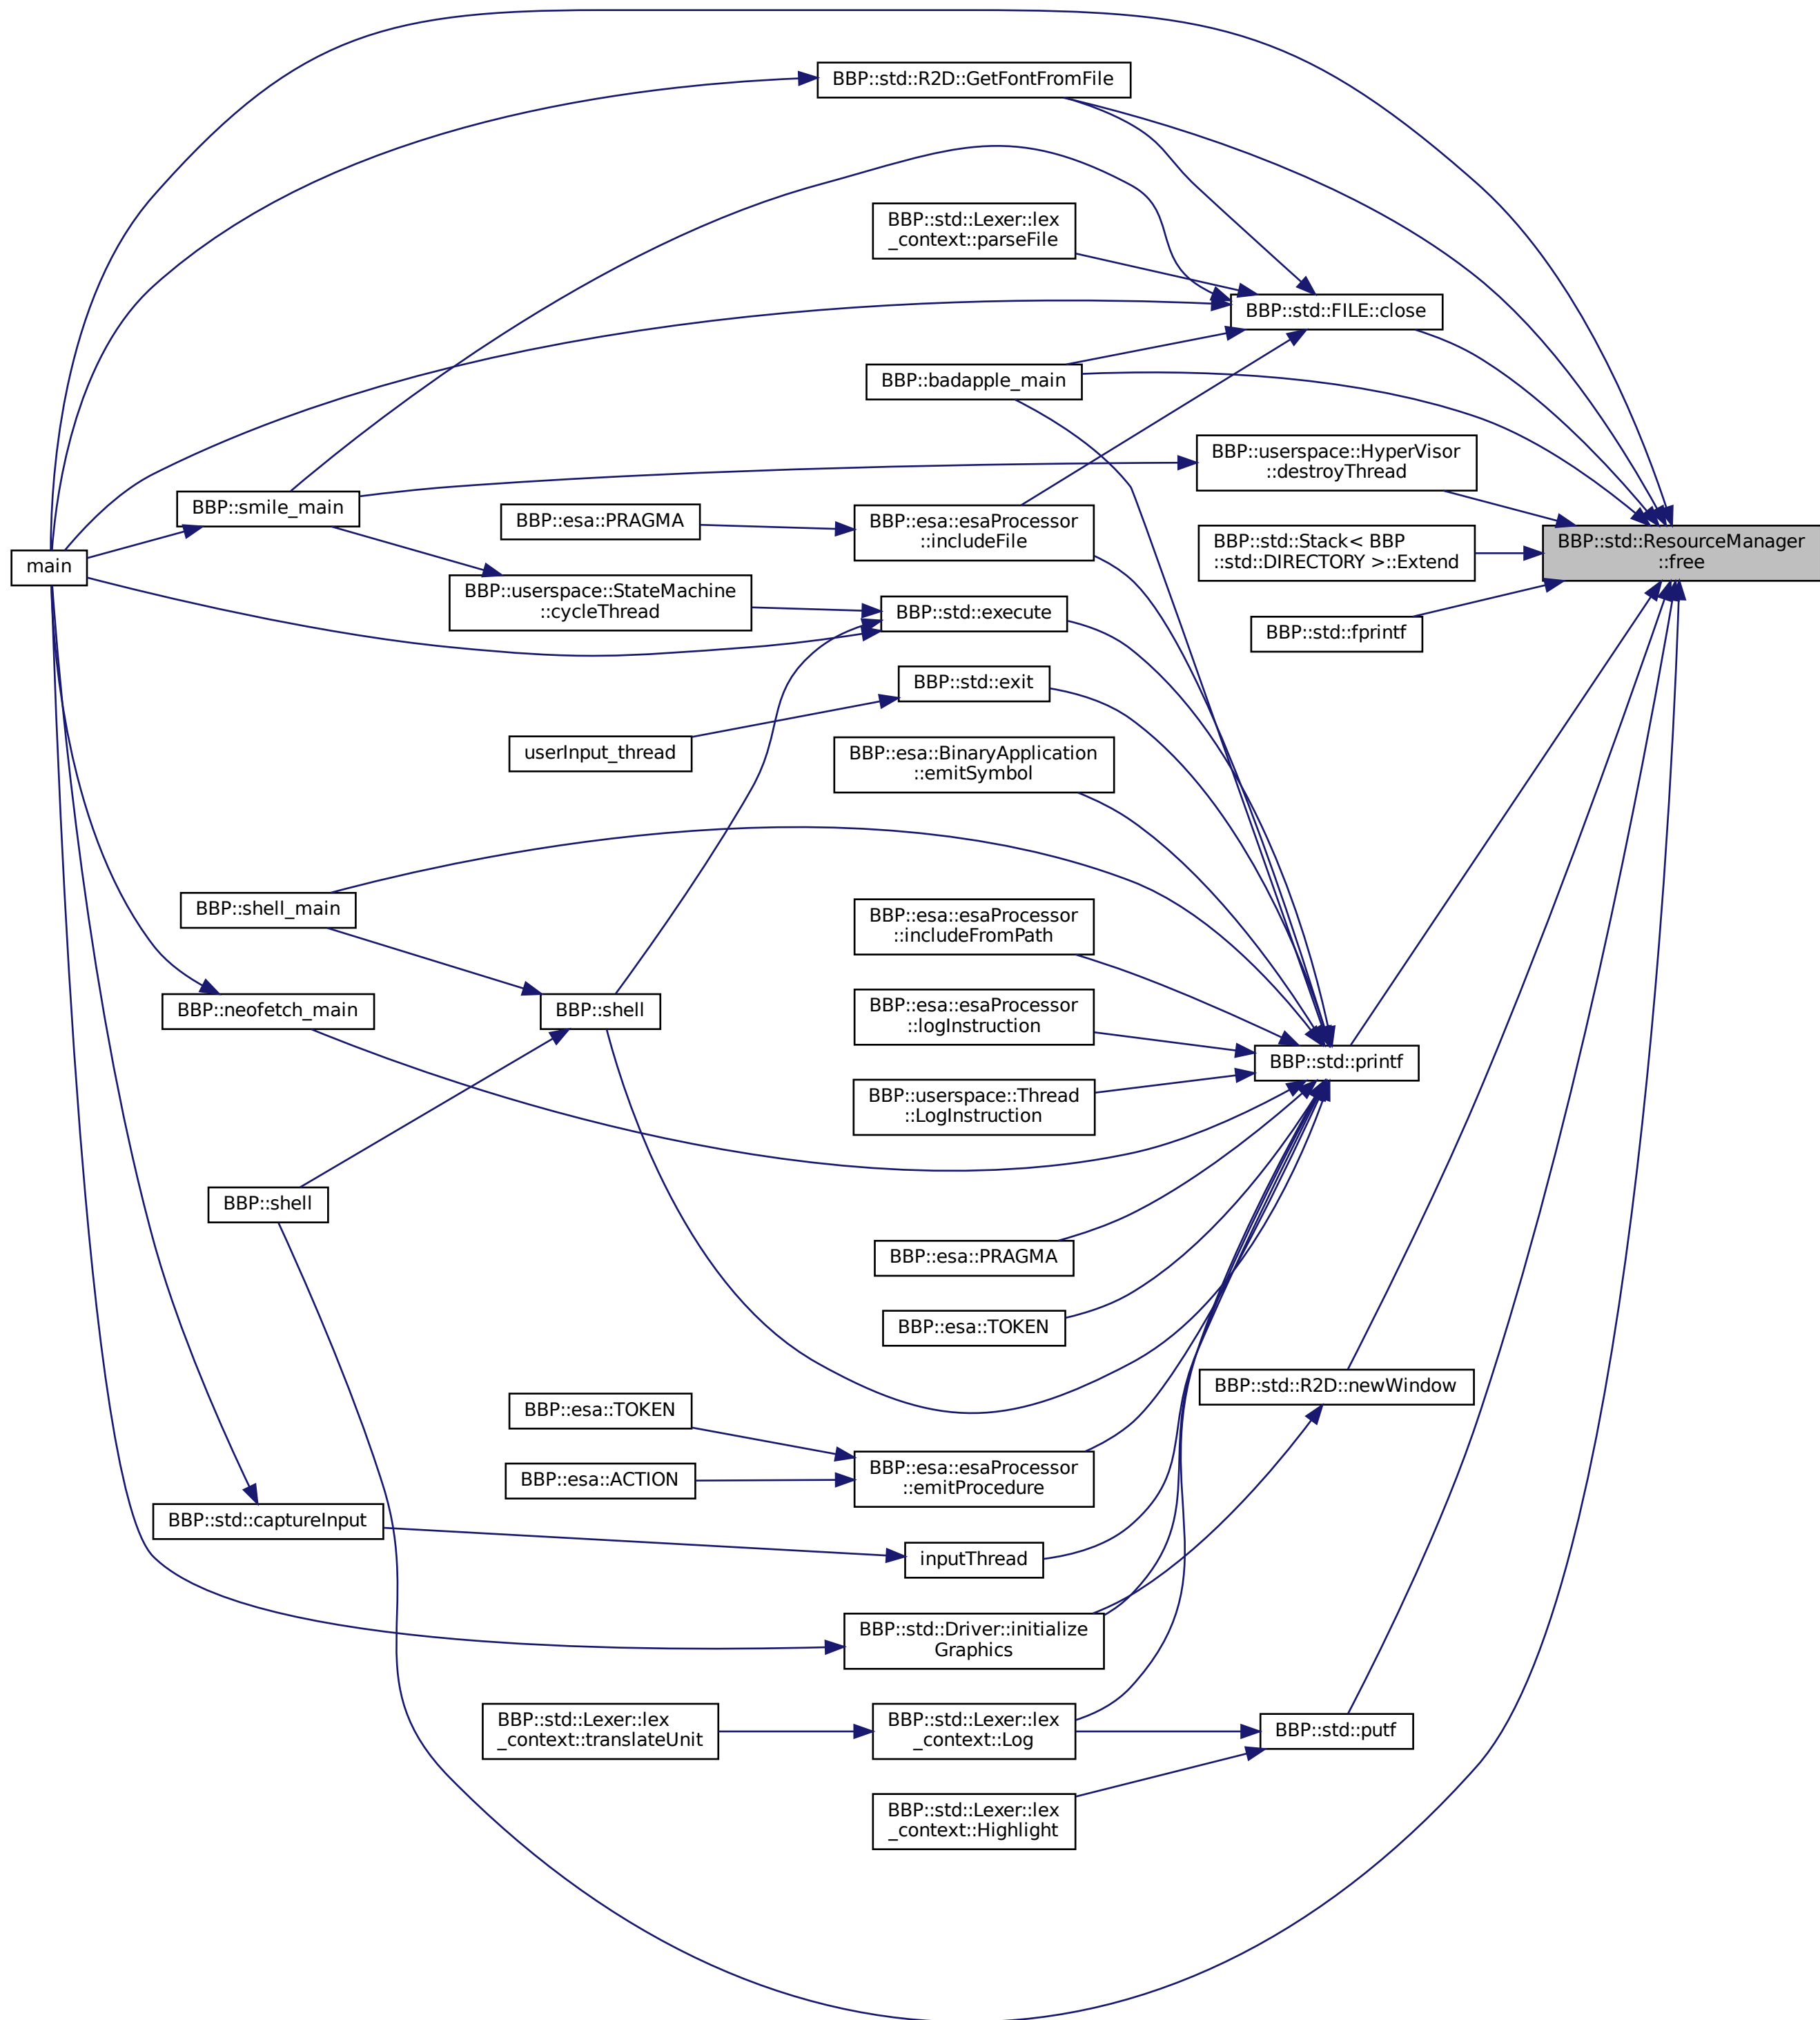 BBP::std::R2D::GetFontFromFile
BBP::std::Lexer::lex
_context::parseFile
BBP::std::FILE::close
BBP::badapple_main
BBP::userspace::HyperVisor
::destroyThread
BBP::smile_main
BBP::esa::PRAGMA
BBP::esa::esaProcessor
::includeFile
BBP::std::Stack< BBP
::std::DIRECTORY >::Extend
BBP::std::ResourceManager
::free
main
BBP::userspace::StateMachine
::cycleThread
BBP::std::execute
BBP::std::fprintf
BBP::std::exit
userInput_thread
BBP::esa::BinaryApplication
::emitSymbol
BBP::shell_main
BBP::esa::esaProcessor
::includeFromPath
BBP::neofetch_main
BBP::shell
BBP::esa::esaProcessor
::logInstruction
BBP::std::printf
BBP::userspace::Thread
::LogInstruction
BBP::shell
BBP::esa::PRAGMA
BBP::esa::TOKEN
BBP::std::R2D::newWindow
BBP::esa::TOKEN
BBP::esa::ACTION
BBP::esa::esaProcessor
::emitProcedure
BBP::std::captureInput
inputThread
BBP::std::Driver::initialize
Graphics
BBP::std::Lexer::lex
_context::translateUnit
BBP::std::Lexer::lex
_context::Log
BBP::std::putf
BBP::std::Lexer::lex
_context::Highlight